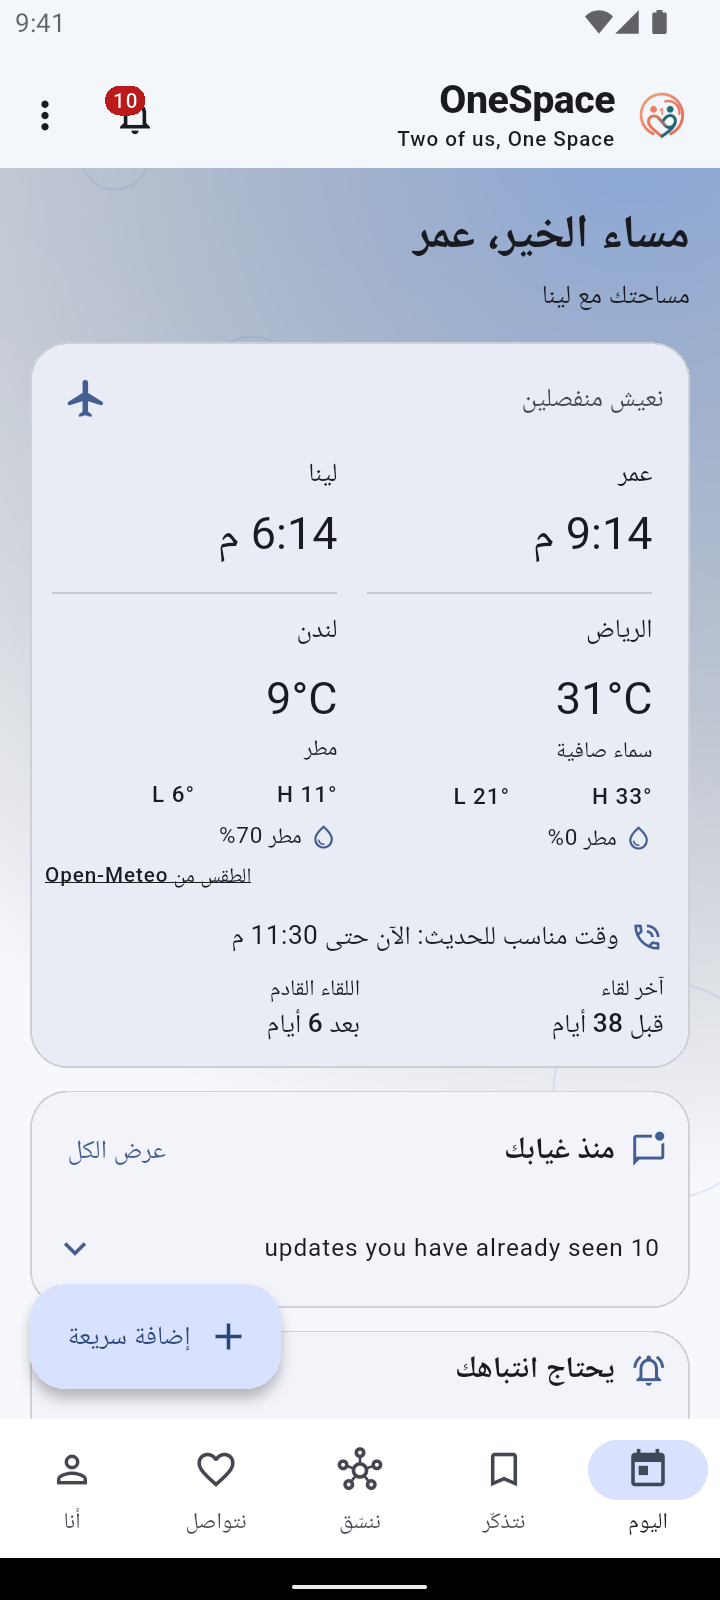 9:41
OneSpace
Two of us, One Space
10
مساء الخير، عمر
مساحتك مع لينا
نعيش منفصلين
عمر
9:14 م
لينا
6:14 م
الرياض
31°C
سماء صافية
H 33° L 21°
مطر 0%
لندن
9°C
مطر
H 11° L 6°
مطر 70%
الطقس من Open-Meteo
وقت مناسب للحديث: الآن حتى 11:30 م
آخر لقاء
قبل 38 أيام
اللقاء القادم
بعد 6 أيام
منذ غيابك
عرض الكل
10 updates you have already seen
إضافة سريعة
يحتاج انتباهك
اليوم
نتذكّر
ننسّق
نتواصل
أنا